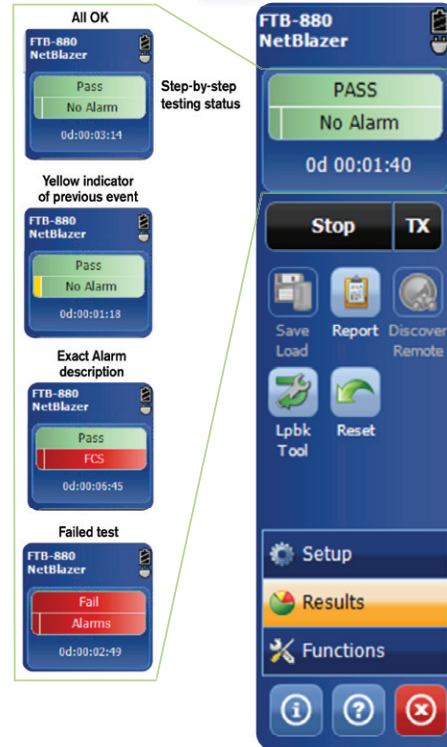 All OK
FTB-880
NetBlazer
Pass
No Alarm
0d:00:03:14
Step-by-step
testing status
Yellow indicator
of previous event
FTB-880
NetBlazer
Pass
No Alarm
0d:00:01:18
Exact Alarm
description
FTB-880
NetBlazer
Pass
FCS
0d:00:06:45
Failed test
FTB-880
NetBlazer
Fail
Alarms
0d:00:02:49
FTB-880
NetBlazer
PASS
No Alarm
0d 00:01:40
Stop TX
Save
Load
Report
Discover
Remote
Lpbk
Tool
Reset
Setup
Results
Functions